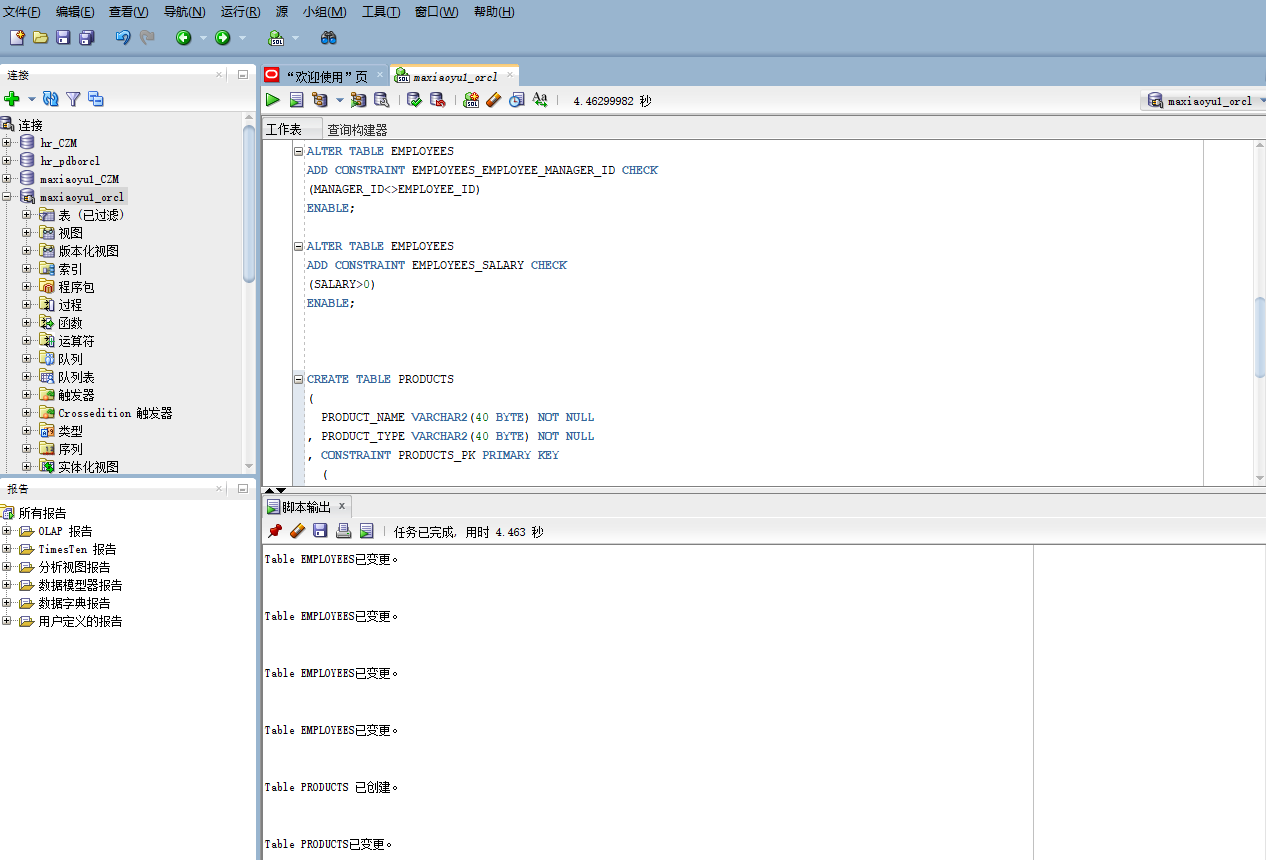 文件(F) 编辑(E) 查看(V) 导航(N) 运行(R) 源 小组(M) 工具(T) 窗口(W) 帮助(H)
连接
连接
hr_CZM
hr_pdborcl
maxiaoyu1_CZM
maxiaoyu1_orcl
表 (已过滤)
视图
版本化视图
索引
程序包
过程
函数
运算符
队列
队列表
触发器
Crossedition 触发器
类型
序列
实体化视图
报告
所有报告
OLAP 报告
TimesTen 报告
分析视图报告
数据模型器报告
数据字典报告
用户定义的报告
“欢迎使用”页 maxiaoyu1_orcl
4.46299982 秒 maxiaoyu1_orcl
工作表 查询构建器
ALTER TABLE EMPLOYEES
ADD CONSTRAINT EMPLOYEES_EMPLOYEE_MANAGER_ID CHECK
(MANAGER_ID<>EMPLOYEE_ID)
ENABLE;
ALTER TABLE EMPLOYEES
ADD CONSTRAINT EMPLOYEES_SALARY CHECK
(SALARY>0)
ENABLE;
CREATE TABLE PRODUCTS
(
PRODUCT_NAME VARCHAR2(40 BYTE) NOT NULL
, PRODUCT_TYPE VARCHAR2(40 BYTE) NOT NULL
, CONSTRAINT PRODUCTS_PK PRIMARY KEY
(
脚本输出
任务已完成, 用时 4.463 秒
Table EMPLOYEES已变更。
Table EMPLOYEES已变更。
Table EMPLOYEES已变更。
Table EMPLOYEES已变更。
Table PRODUCTS 已创建。
Table PRODUCTS已变更。